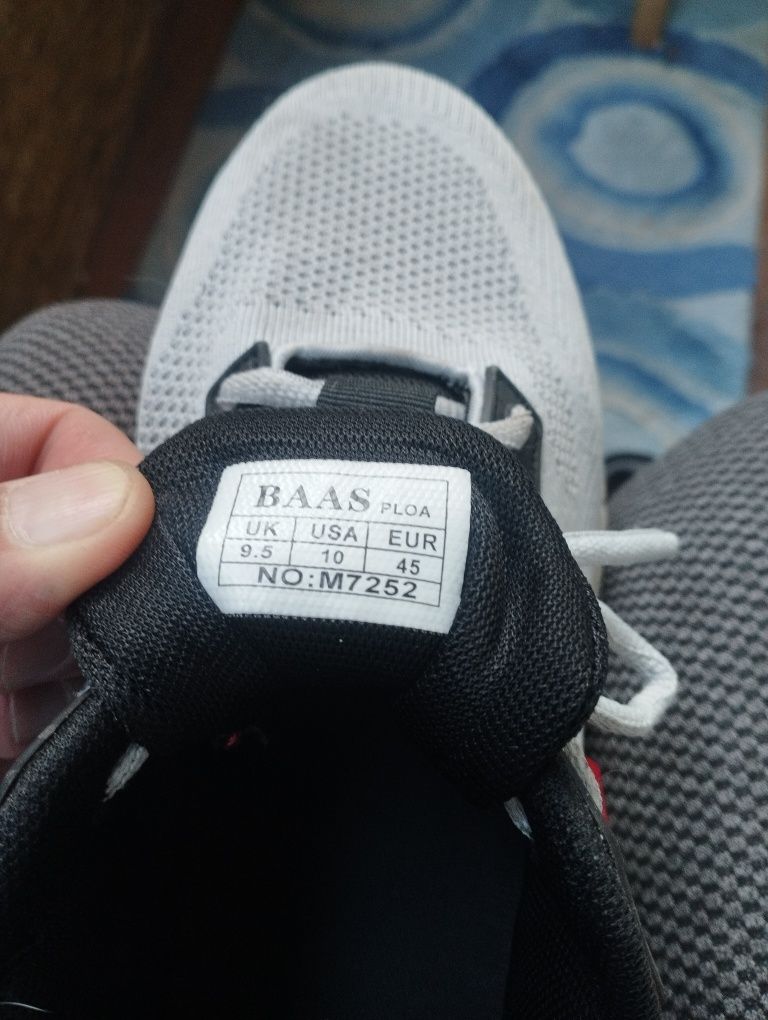 BAAS PLOA
UK USA EUR
9.5 10 45
NO:M7252